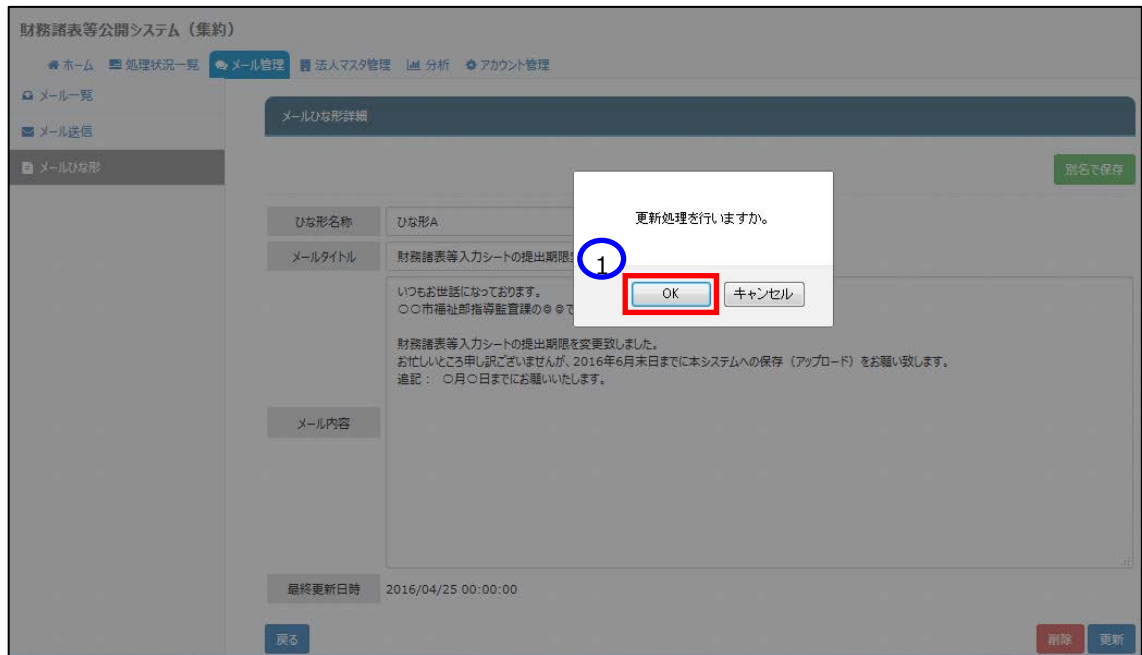 財務諸表等公開システム（集約）
ホーム 処理状況一覧 メール管理 法人マスタ管理 分析 アカウント管理
メール一覧
メール送信
メールひな形
メールひな形詳細
別名で保存
ひな形名称 ひな形A
メールタイトル 財務諸表等入力シートの提出期限
更新処理を行いますか。
1
OK キャンセル
メール内容
いつもお世話になっております。
〇〇市福祉部指導監査課の◎◎で
財務諸表等入力シートの提出期限を変更致しました。
お忙しいところ申し訳ございませんが、2016年6月末日までに本システムへの保存（アップロード）をお願い致します。
追記： 〇月〇日までにお願いいたします。
最終更新日時 2016/04/25 00:00:00
戻る 削除 更新